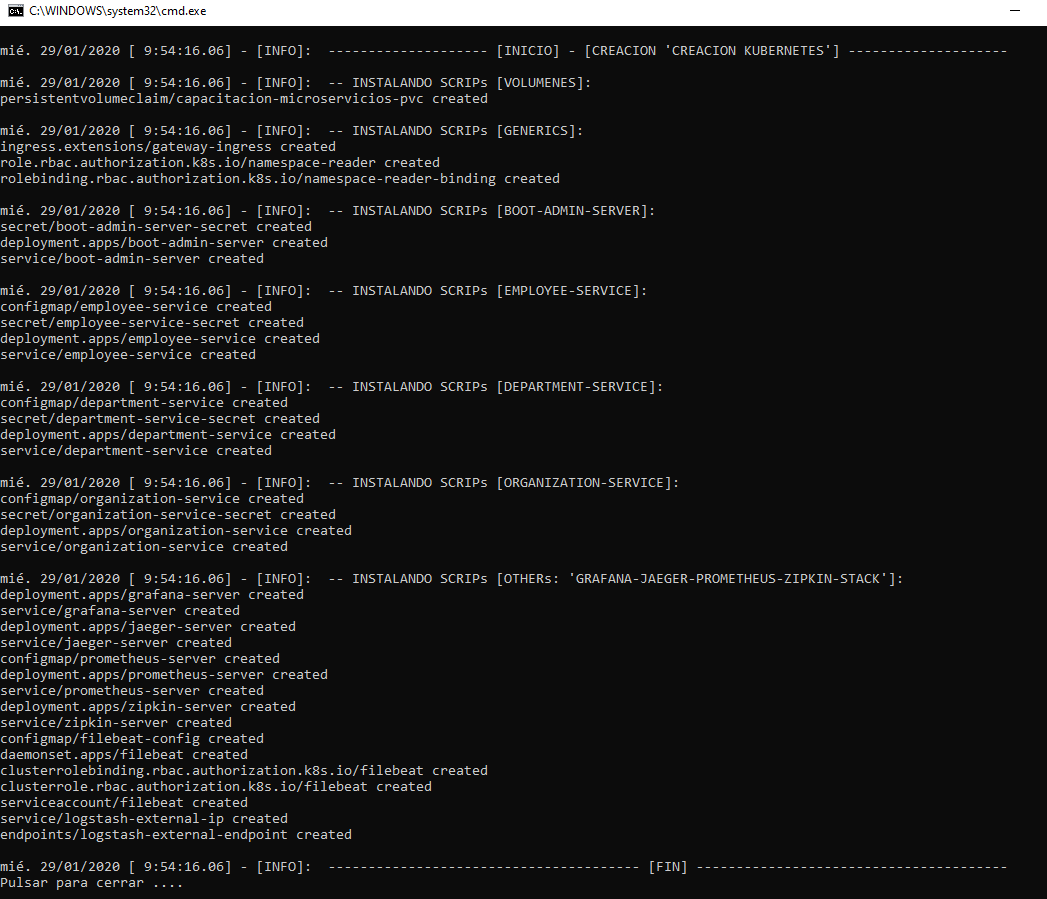 C:\WINDOWS\system32\cmd.exe
mié. 29/01/2020 [ 9:54:16.06] - [INFO]:  -------------------- [INICIO] - [CREACION 'CREACION KUBERNETES'] --------------------
mié. 29/01/2020 [ 9:54:16.06] - [INFO]:  -- INSTALANDO SCRIPs [VOLUMENES]:
persistentvolumeclaim/capacitacion-microservicios-pvc created
mié. 29/01/2020 [ 9:54:16.06] - [INFO]:  -- INSTALANDO SCRIPs [GENERICS]:
ingress.extensions/gateway-ingress created
role.rbac.authorization.k8s.io/namespace-reader created
rolebinding.rbac.authorization.k8s.io/namespace-reader-binding created
mié. 29/01/2020 [ 9:54:16.06] - [INFO]:  -- INSTALANDO SCRIPs [BOOT-ADMIN-SERVER]:
secret/boot-admin-server-secret created
deployment.apps/boot-admin-server created
service/boot-admin-server created
mié. 29/01/2020 [ 9:54:16.06] - [INFO]:  -- INSTALANDO SCRIPs [EMPLOYEE-SERVICE]:
configmap/employee-service created
secret/employee-service-secret created
deployment.apps/employee-service created
service/employee-service created
mié. 29/01/2020 [ 9:54:16.06] - [INFO]:  -- INSTALANDO SCRIPs [DEPARTMENT-SERVICE]:
configmap/department-service created
secret/department-service-secret created
deployment.apps/department-service created
service/department-service created
mié. 29/01/2020 [ 9:54:16.06] - [INFO]:  -- INSTALANDO SCRIPs [ORGANIZATION-SERVICE]:
configmap/organization-service created
secret/organization-service-secret created
deployment.apps/organization-service created
service/organization-service created
mié. 29/01/2020 [ 9:54:16.06] - [INFO]:  -- INSTALANDO SCRIPs [OTHERs: 'GRAFANA-JAEGER-PROMETHEUS-ZIPKIN-STACK']:
deployment.apps/grafana-server created
service/grafana-server created
deployment.apps/jaeger-server created
service/jaeger-server created
configmap/prometheus-server created
deployment.apps/prometheus-server created
service/prometheus-server created
deployment.apps/zipkin-server created
service/zipkin-server created
configmap/filebeat-config created
daemonset.apps/filebeat created
clusterrolebinding.rbac.authorization.k8s.io/filebeat created
clusterrole.rbac.authorization.k8s.io/filebeat created
serviceaccount/filebeat created
service/logstash-external-ip created
endpoints/logstash-external-endpoint created
mié. 29/01/2020 [ 9:54:16.06] - [INFO]:  --------------------------------------- [FIN] ---------------------------------------
Pulsar para cerrar ....